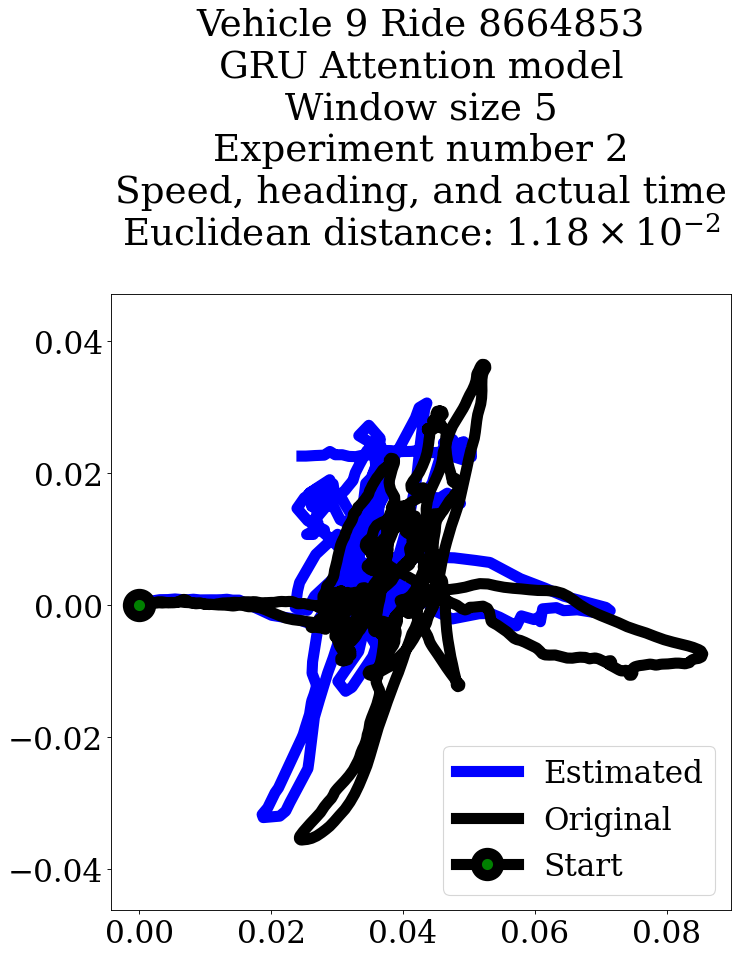 Vehicle 9 Ride 8664853
GRU Attention model
Window size 5
Experiment number 2
Speed, heading, and actual time
Euclidean distance: 1.18 × 10⁻²
0.04
0.02
0.00
−0.02
−0.04
Estimated
Original
Start
0.00 0.02 0.04 0.06 0.08